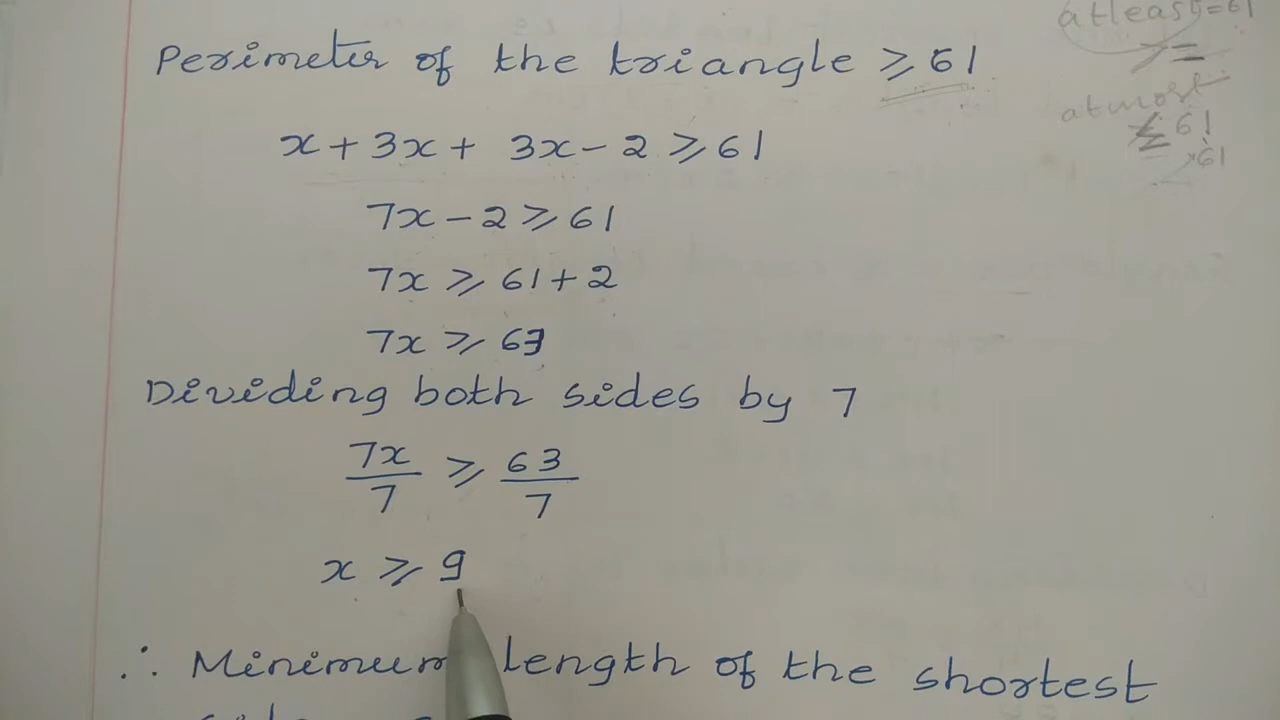 atleast = 61
>=
Perimeter of the triangle ⩾ 61
atmost
⩽ 61
61
x + 3x + 3x - 2 ⩾ 61
7x - 2 ⩾ 61
7x ⩾ 61 + 2
7x ⩾ 63
Dividing both sides by 7
7x/7 ⩾ 63/7
x ⩾ 9
∴ Minimum length of the shortest